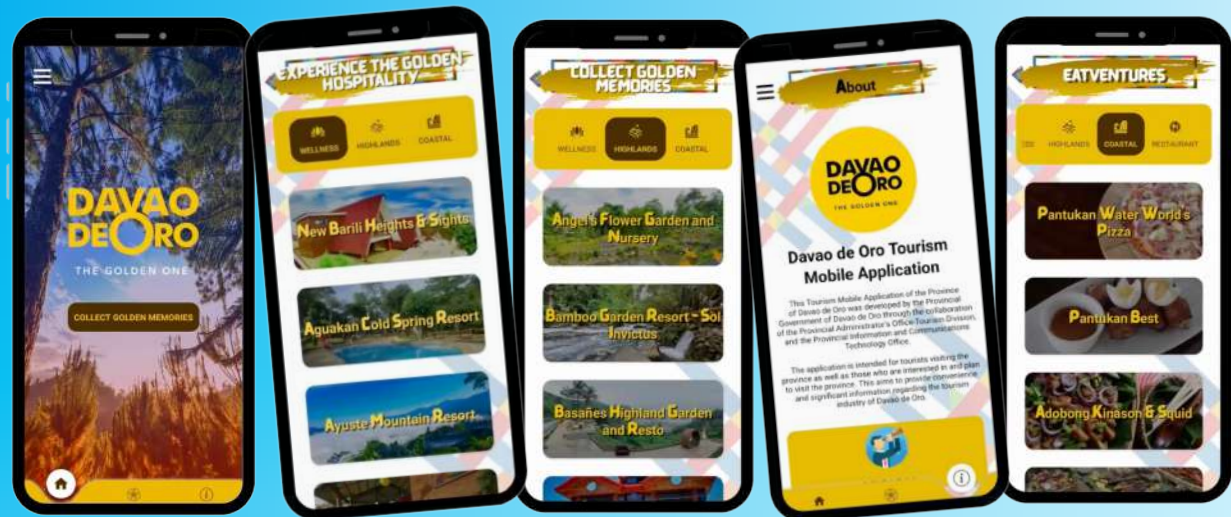 DAVAO
DE ORO
THE GOLDEN ONE
COLLECT GOLDEN MEMORIES
EXPERIENCE THE GOLDEN
HOSPITALITY
WELLNESS
HIGHLANDS
COASTAL
New Barili Heights & Sights
Aguakan Cold Spring Resort
Ayuste Mountain Resort
COLLECT GOLDEN
MEMORIES
WELLNESS
HIGHLANDS
COASTAL
Angel's Flower Garden and
Nursery
Bamboo Garden Resort - Sol
Invictus
Basañes Highland Garden
and Resto
About
DAVAO
DE ORO
THE GOLDEN ONE
Davao de Oro Tourism
Mobile Application
This Tourism Mobile Application of the Province
of Davao de Oro was developed by the Provincial
Government of Davao de Oro through the collaboration
of the Provincial Administrator's Office-Tourism Division,
and the Provincial Information and Communications
Technology Office.
The application is intended for tourists visiting the
province as well as those who are interested in and plan
to visit the province. This aims to provide convenience
and significant information regarding the tourism
industry of Davao de Oro.
EATVENTURES
HIGHLANDS
COASTAL
RESTAURANT
Pantukan Water World's
Pizza
Pantukan Best
Adobong Kinason & Squid